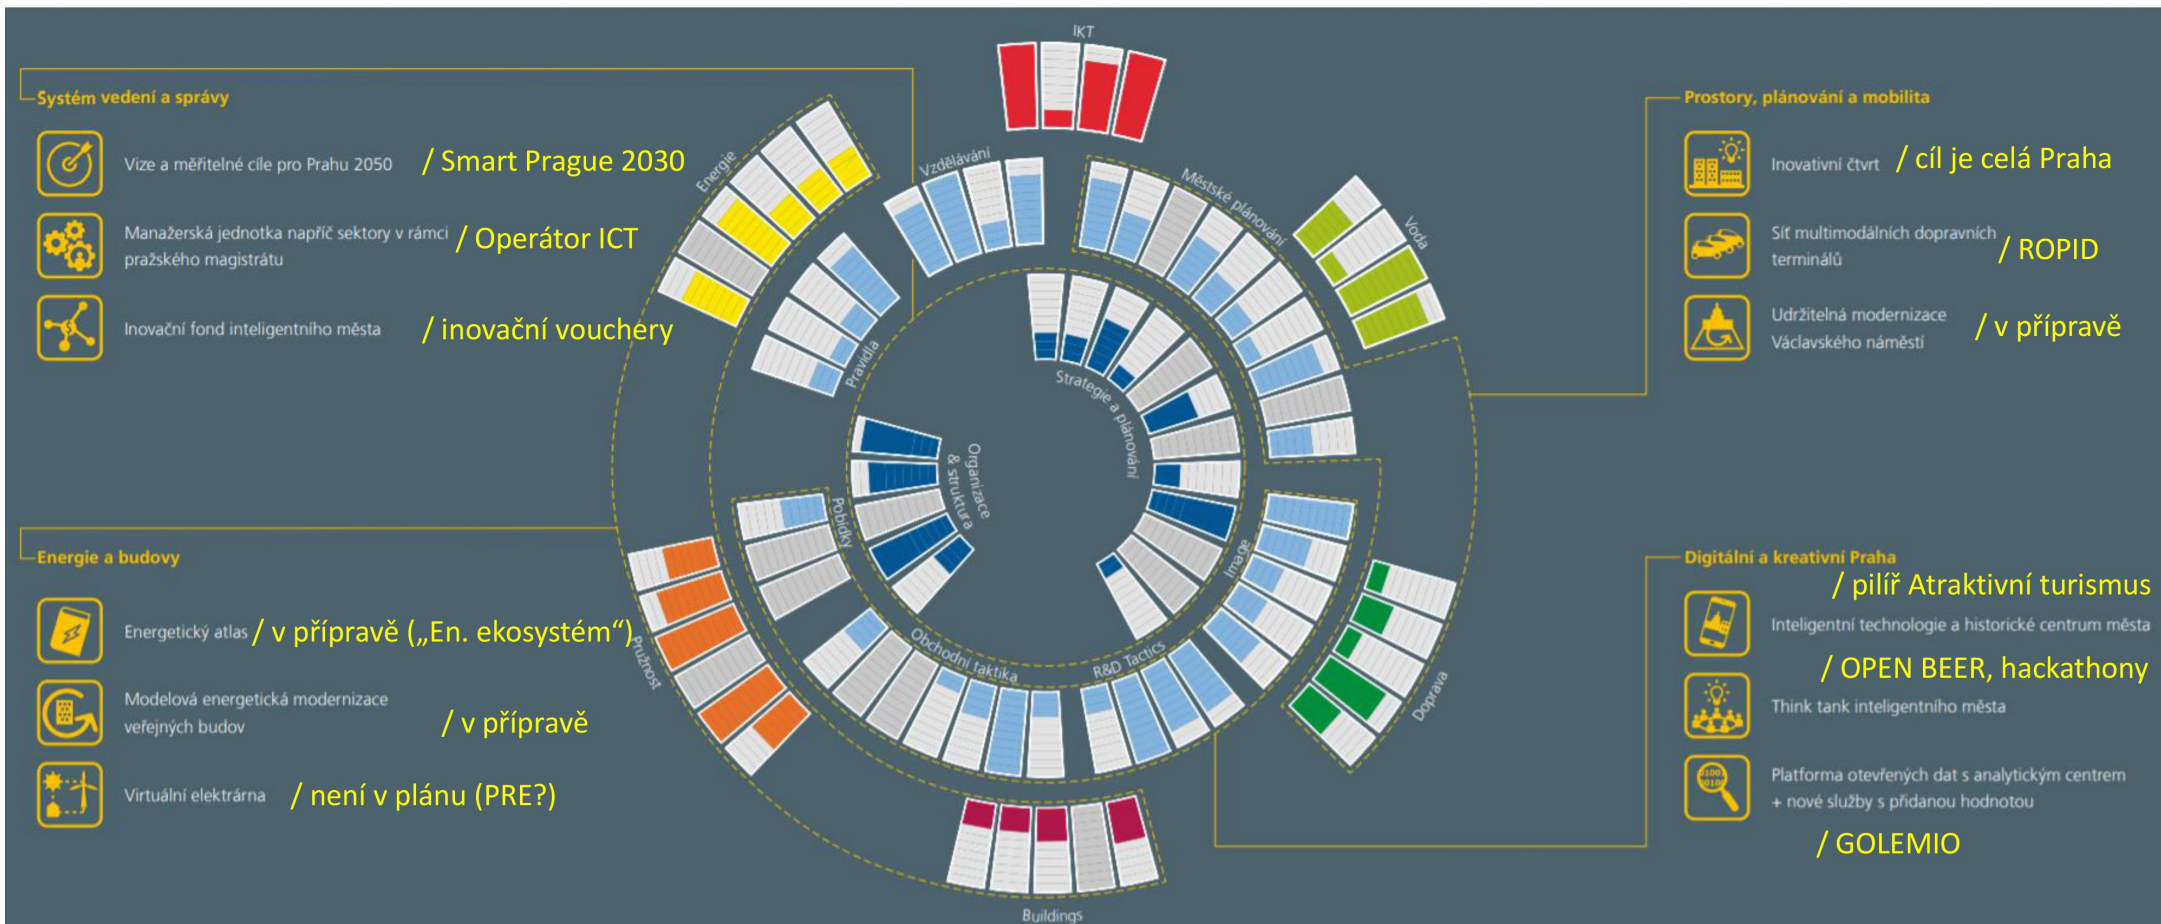 Systém vedení a správy
Vize a měřitelné cíle pro Prahu 2050 / Smart Prague 2030
Manažerská jednotka napříč sektory v rámci / Operátor ICT
pražského magistrátu
Inovační fond inteligentního města / inovační vouchery
Energie a budovy
Energetický atlas / v přípravě („En. ekosystém“)
Modelová energetická modernizace
veřejných budov / v přípravě
Virtuální elektrárna / není v plánu (PRE?)
IKT
Energie
Vzdělávání
Městské plánování
Voda
Pravidla
Strategie a plánování
Organizace
& struktura
Pobídky
Image
Pružnost
Obchodní taktika
R&D Tactics
Doprava
Buildings
Prostory, plánování a mobilita
Inovativní čtvrt / cíl je celá Praha
Síť multimodálních dopravních
terminálů / ROPID
Udržitelná modernizace
Václavského náměstí / v přípravě
Digitální a kreativní Praha
/ pilíř Atraktivní turismus
Inteligentní technologie a historické centrum města
/ OPEN BEER, hackathony
Think tank inteligentního města
Platforma otevřených dat s analytickým centrem
+ nové služby s přidanou hodnotou
/ GOLEMIO